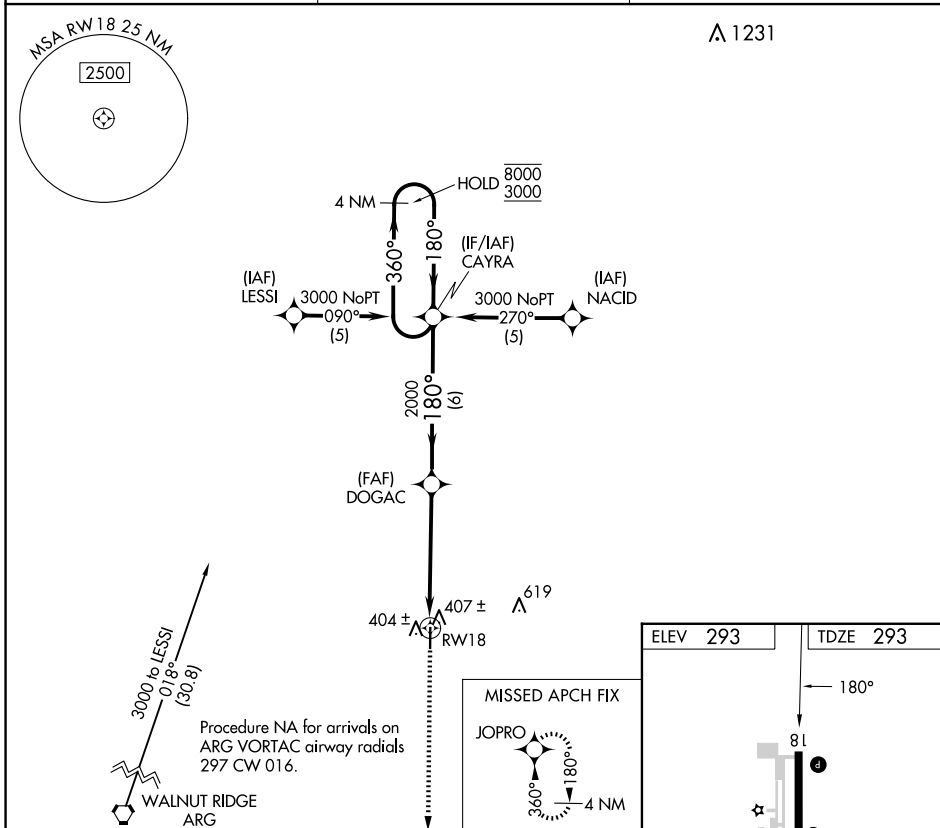 MSA RW18 25 NM
2500
1231
4 NM
HOLD
8000
3000
360°
180°
(IF/IAF)
CAYRA
(IAF)
LESSI
3000 NoPT
090°
(5)
3000 NoPT
270°
(5)
(IAF)
NACID
2000
180°
(6)
(FAF)
DOGAC
404 ±
407 ±
619
RW18
3000 to LESSI
018°
(30.8)
Procedure NA for arrivals on
ARG VORTAC airway radials
297 CW 016.
WALNUT RIDGE
ARG
MISSED APCH FIX
JOPRO
360°
180°
4 NM
ELEV 293
TDZE 293
180°
18
P